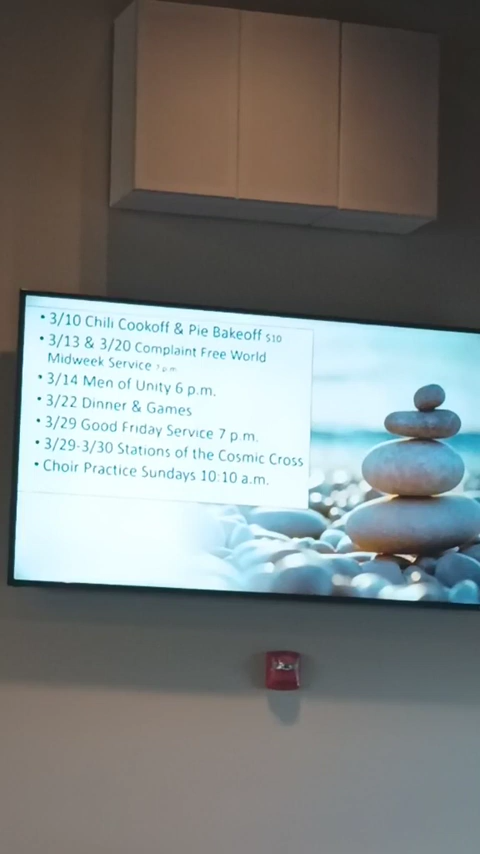 • 3/10 Chili Cookoff & Pie Bakeoff $10
• 3/13 & 3/20 Complaint Free World
Midweek Service 7 p.m.
• 3/14 Men of Unity 6 p.m.
• 3/22 Dinner & Games
• 3/29 Good Friday Service 7 p.m.
• 3/29-3/30 Stations of the Cosmic Cross
• Choir Practice Sundays 10:10 a.m.